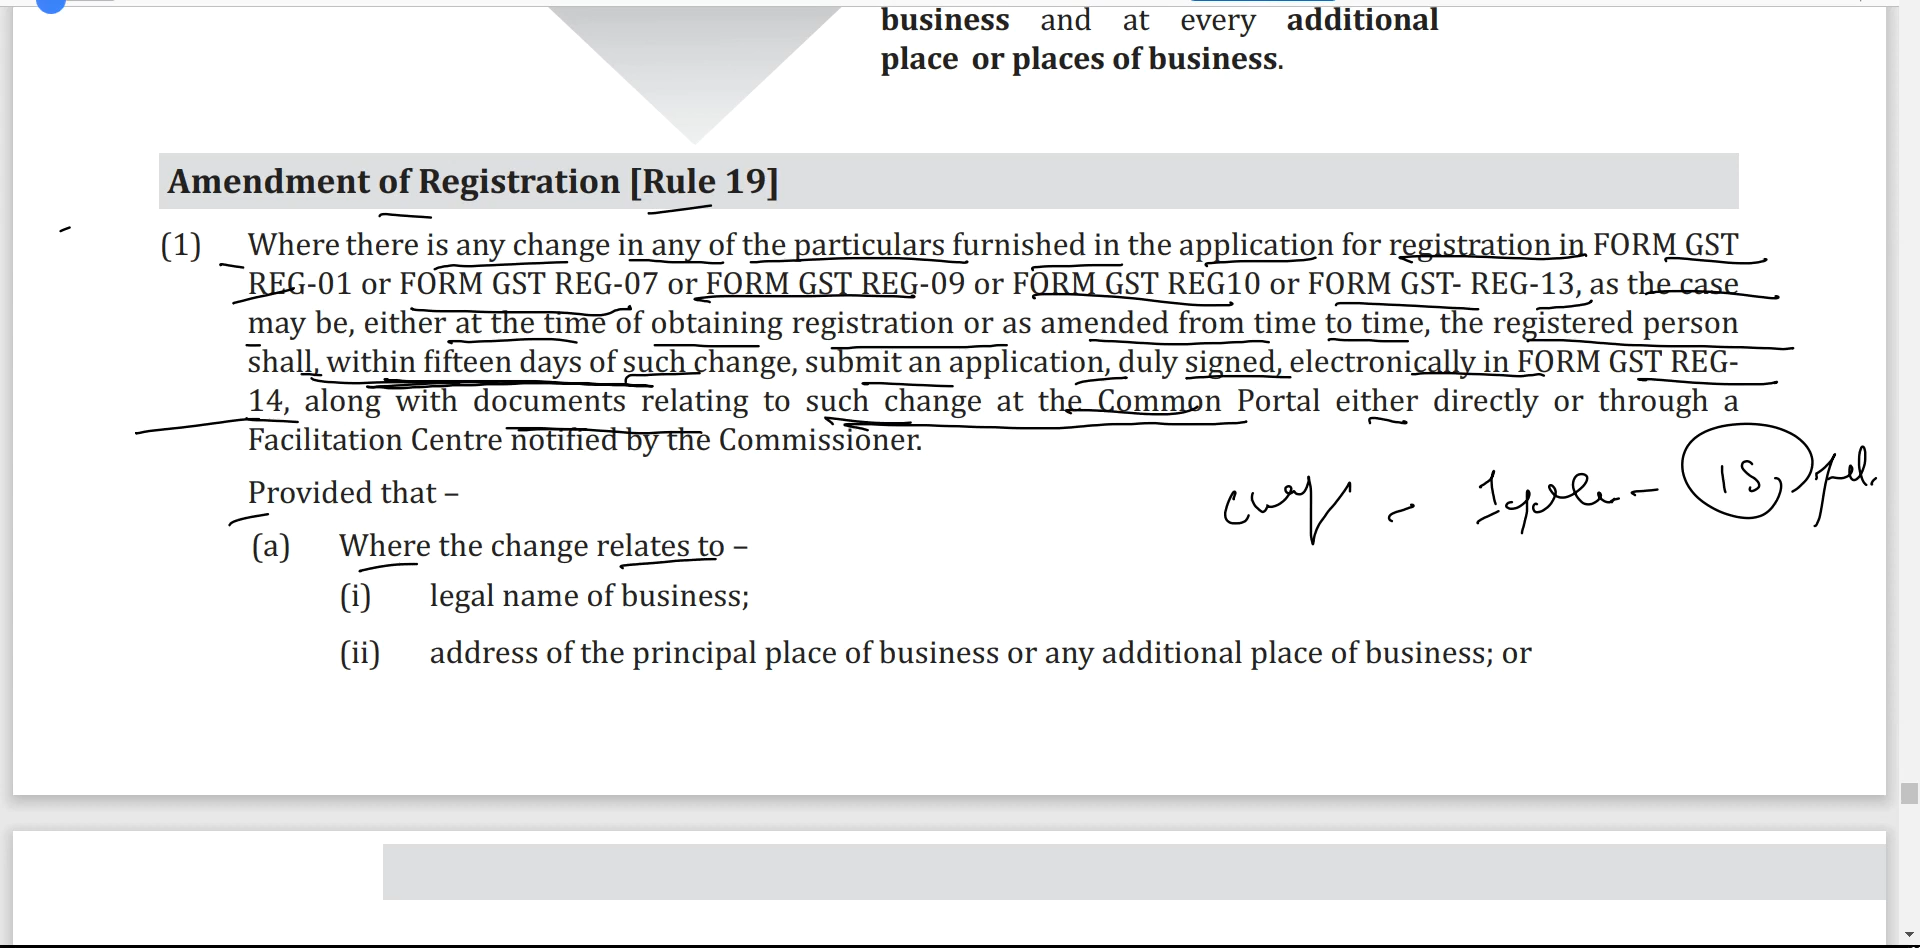 business and at every additional
place or places of business.
Amendment of Registration [Rule 19]
(1) Where there is any change in any of the particulars furnished in the application for registration in FORM GST
REG-01 or FORM GST REG-07 or FORM GST REG-09 or FORM GST REG10 or FORM GST- REG-13, as the case
may be, either at the time of obtaining registration or as amended from time to time, the registered person
shall, within fifteen days of such change, submit an application, duly signed, electronically in FORM GST REG-
14, along with documents relating to such change at the Common Portal either directly or through a
Facilitation Centre notified by the Commissioner.
15
Provided that –
(a) Where the change relates to –
(i) legal name of business;
(ii) address of the principal place of business or any additional place of business; or